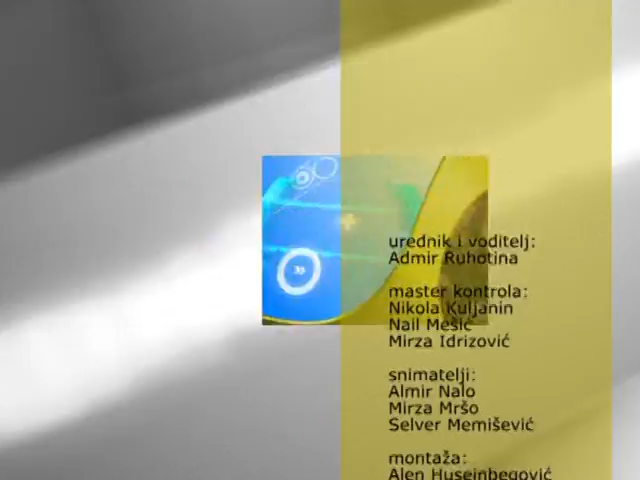 urednik i voditelj:
Admir Ruhotina
master kontrola:
Nikola Kuljanin
Nail Mešić
Mirza Idrizović
snimatelji:
Almir Nalo
Mirza Mršo
Selver Memišević
montaža:
Alen Huseinbegović